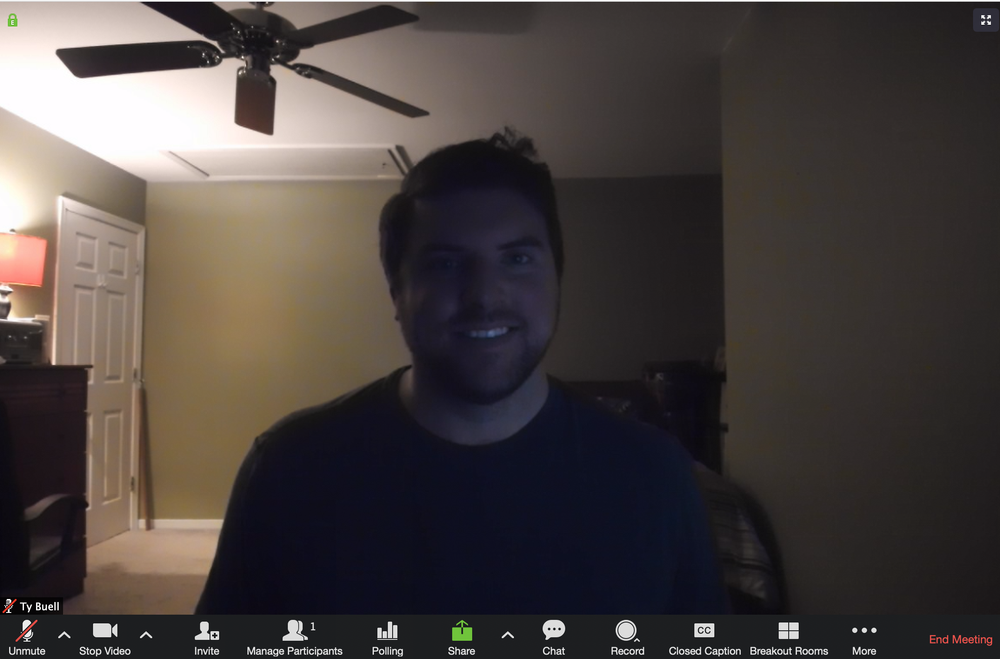 E
Ty Buell
1
Unmute
Stop Video
Invite
Manage Participants
Polling
Share
Chat
CC
Record
Closed Caption
Breakout Rooms
More
End Meeting